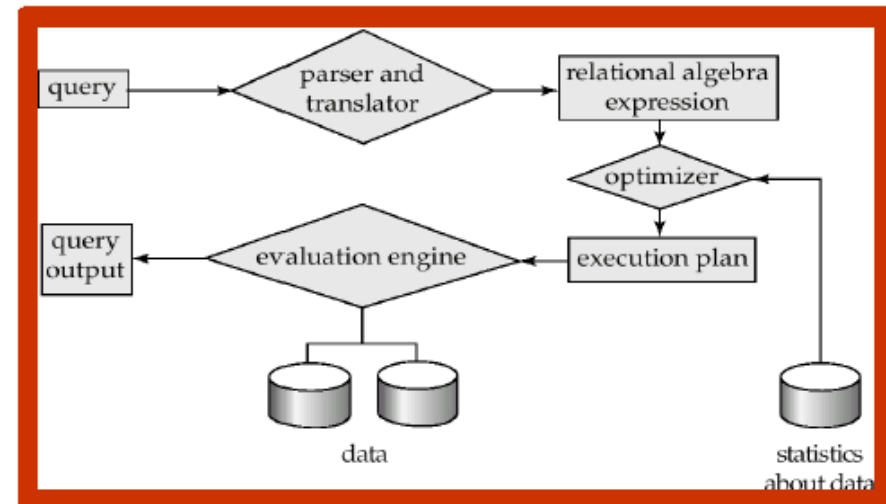 query
parser and
translator
relational algebra
expression
optimizer
query
output
evaluation engine
execution plan
data
statistics
about data